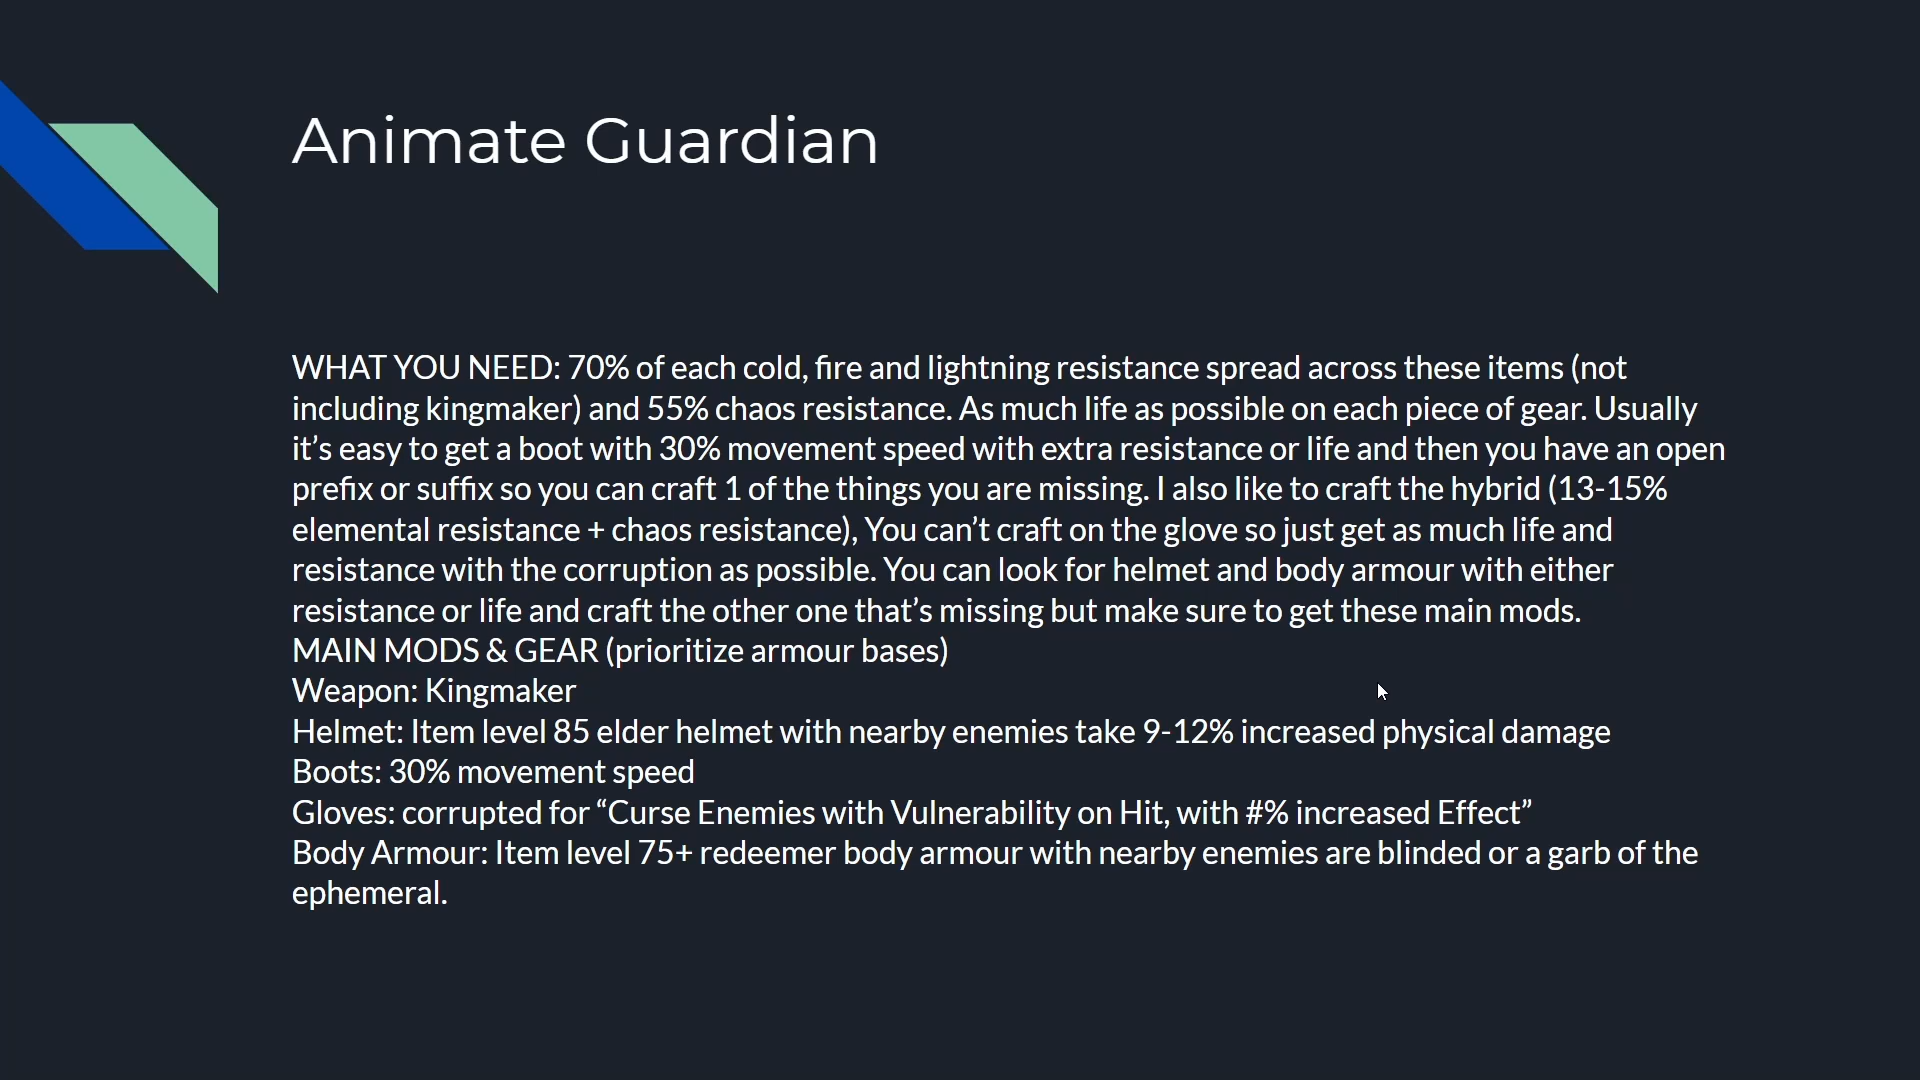 Animate Guardian
WHAT YOU NEED: 70% of each cold, fire and lightning resistance spread across these items (not
including kingmaker) and 55% chaos resistance. As much life as possible on each piece of gear. Usually
it’s easy to get a boot with 30% movement speed with extra resistance or life and then you have an open
prefix or suffix so you can craft 1 of the things you are missing. I also like to craft the hybrid (13-15%
elemental resistance + chaos resistance), You can’t craft on the glove so just get as much life and
resistance with the corruption as possible. You can look for helmet and body armour with either
resistance or life and craft the other one that’s missing but make sure to get these main mods.
MAIN MODS & GEAR (prioritize armour bases)
Weapon: Kingmaker
Helmet: Item level 85 elder helmet with nearby enemies take 9-12% increased physical damage
Boots: 30% movement speed
Gloves: corrupted for “Curse Enemies with Vulnerability on Hit, with #% increased Effect”
Body Armour: Item level 75+ redeemer body armour with nearby enemies are blinded or a garb of the
ephemeral.